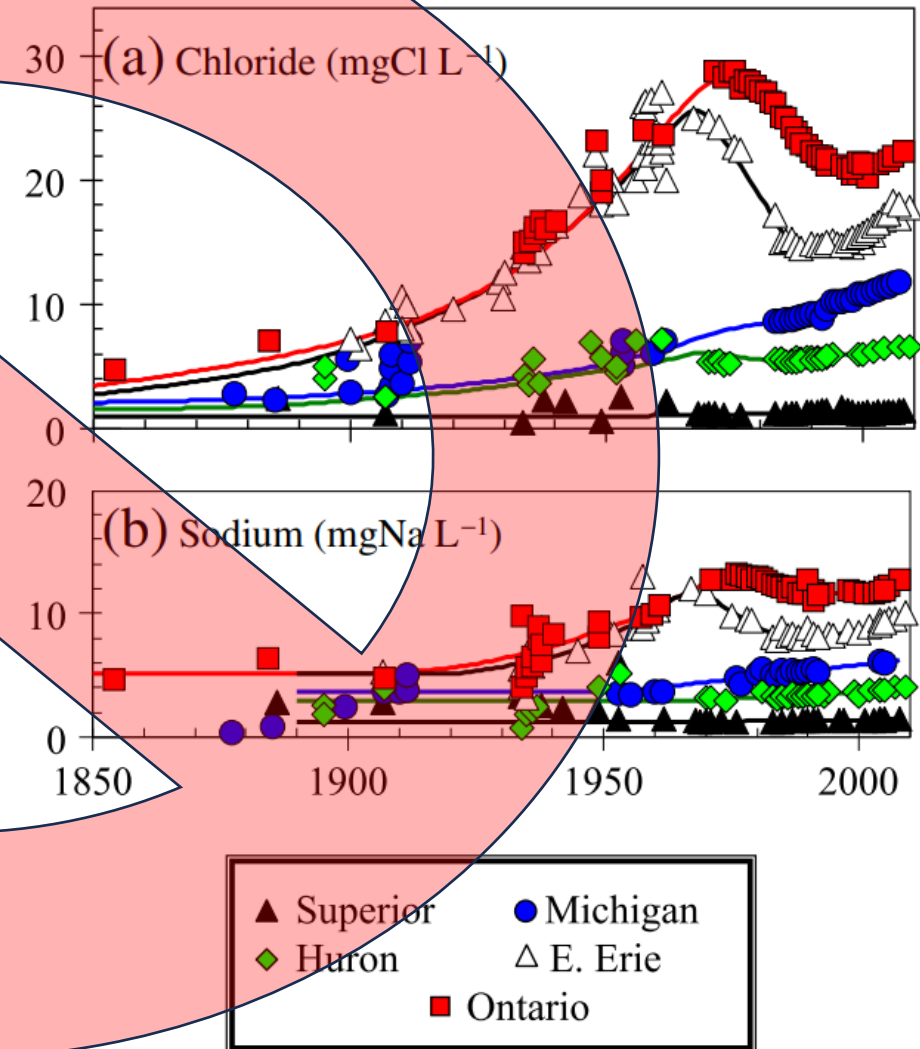 30
(a) Chloride (mgCl L⁻¹)
20
10
0
20
(b) Sodium (mgNa L⁻¹)
10
0
1850 1900 1950 2000
Superior Michigan
Huron E. Erie
Ontario